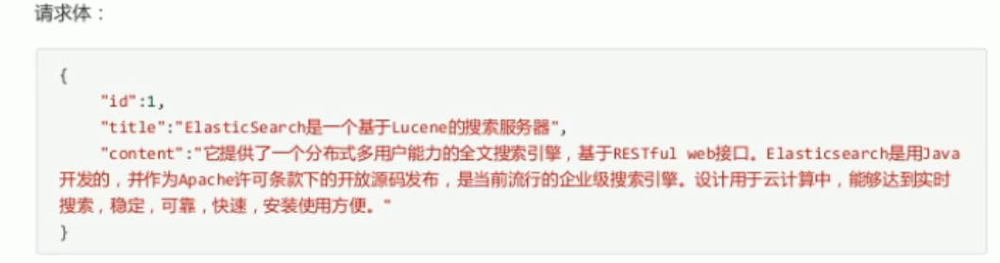 请求体：
{
"id":1,
"title":"ElasticSearch是一个基于Lucene的搜索服务器",
"content":"它提供了一个分布式多用户能力的全文搜索引擎，基于RESTful web接口。Elasticsearch是用Java
开发的，并作为Apache许可条款下的开放源码发布，是当前流行的企业级搜索引擎。设计用于云计算中，能够达到实时
搜索，稳定，可靠，快速，安装使用方便。"
}